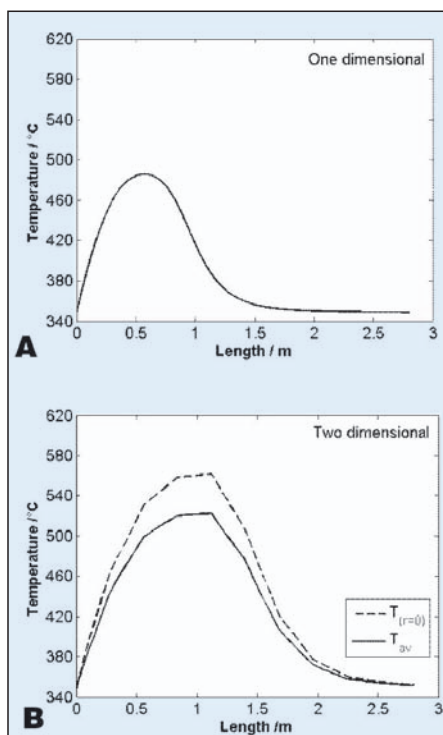 620
One dimensional
580
540
500
460
420
380
340
0 0.5 1 1.5 2 2.5 3
Temperature / °C
Length / m
A
620
Two dimensional
580
540
500
460
420
380
340
0 0.5 1 1.5 2 2.5 3
Temperature /°C
T(r=0)
Tav
Length /m
B